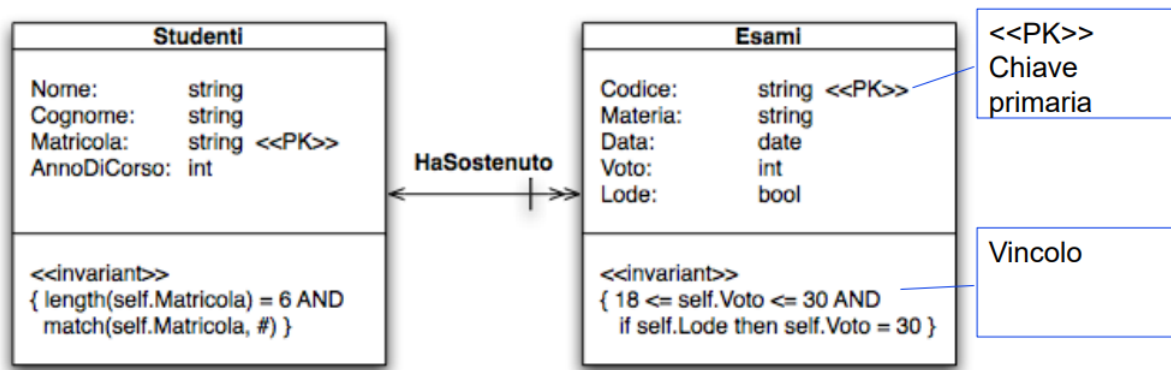 Studenti
Nome: string
Cognome: string
Matricola: string <<PK>>
AnnoDiCorso: int
<<invariant>>
{ length(self.Matricola) = 6 AND
match(self.Matricola, #) }
HaSostenuto
Esami
Codice: string <<PK>>
Materia: string
Data: date
Voto: int
Lode: bool
<<invariant>>
{ 18 <= self.Voto <= 30 AND
if self.Lode then self.Voto = 30 }
<<PK>>
Chiave
primaria
Vincolo